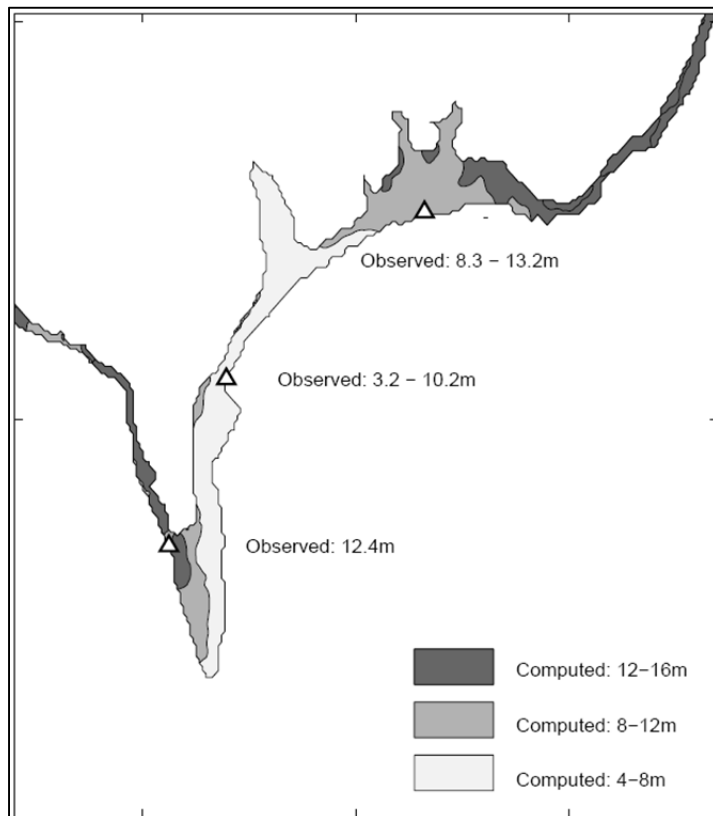 Observed: 8.3 − 13.2m
Observed: 3.2 − 10.2m
Observed: 12.4m
Computed: 12−16m
Computed: 8−12m
Computed: 4−8m